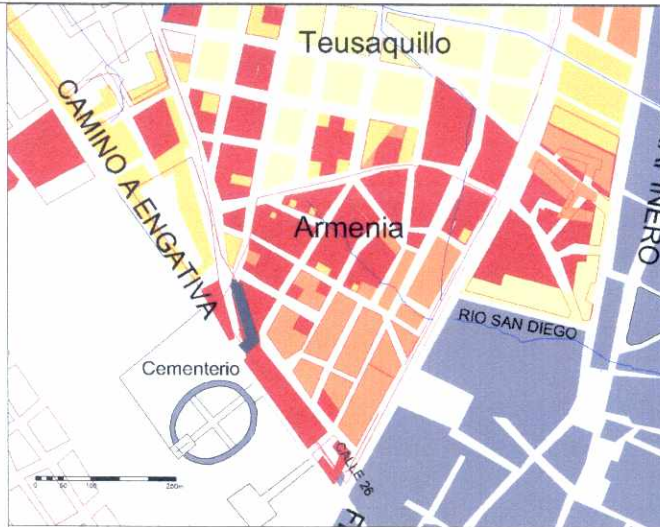 Teusaquillo
CAMINO A ENGATIVA
Armenia
RIO SAN DIEGO
Cementerio
CALLE 26